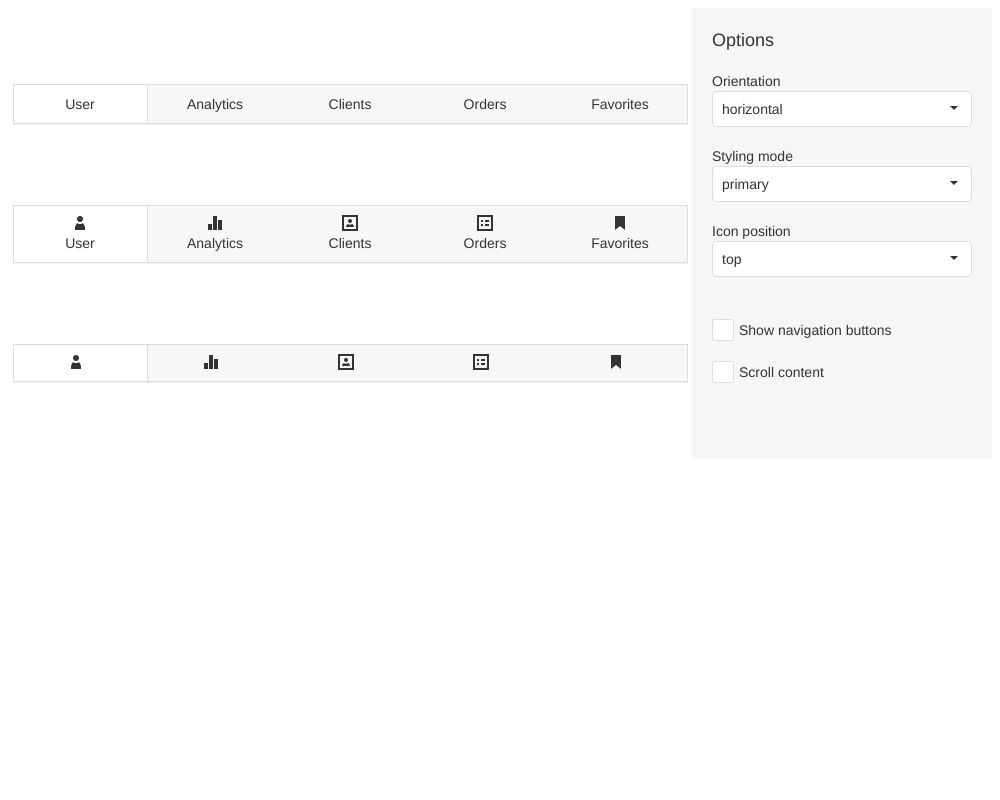 User Analytics Clients Orders Favorites
User Analytics Clients Orders Favorites
Options
Orientation
horizontal
Styling mode
primary
Icon position
top
Show navigation buttons
Scroll content